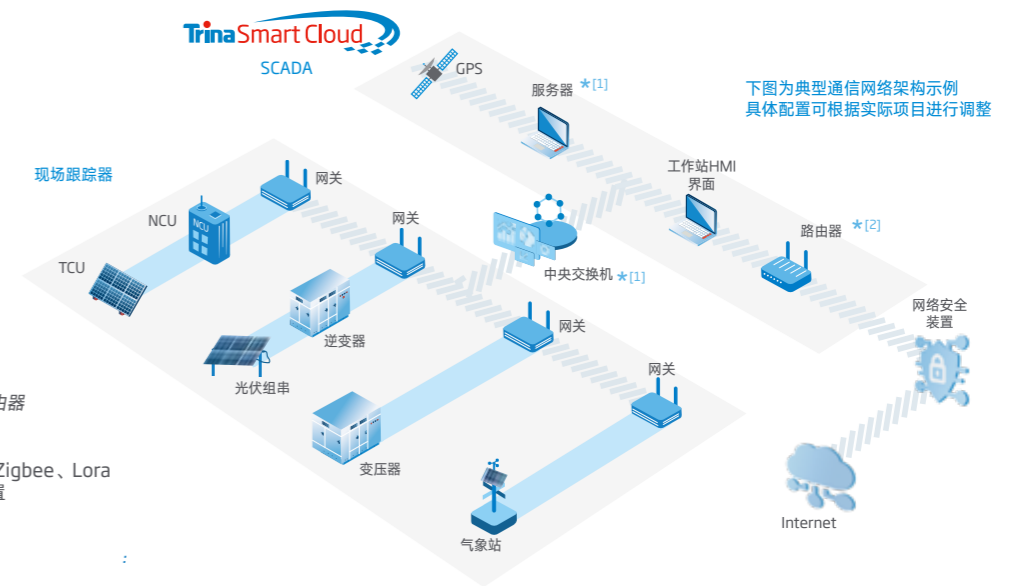 TrinaSmart Cloud
SCADA
GPS
服务器 *[1]
下图为典型通信网络架构示例
具体配置可根据实际项目进行调整
工作站HMI
界面
路由器 *[2]
现场跟踪器
网关
NCU
NCU
TCU
网关
中央交换机 *[1]
逆变器
光伏组串
网关
网络安全
装置
变压器
网关
气象站
Internet
由器
Zigbee、Lora
: